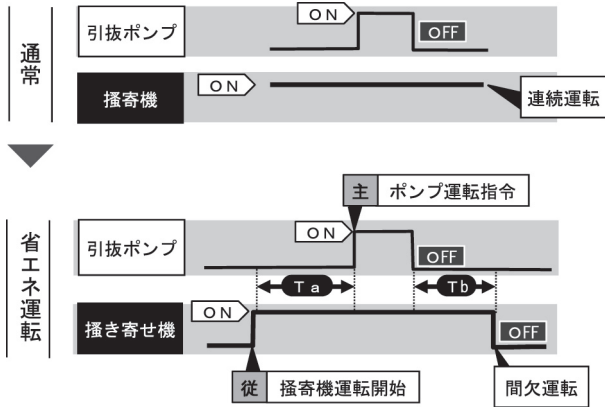 通常
引抜ポンプ
ON
OFF
掻寄機
ON
連続運転
省エネ運転
主 ポンプ運転指令
引抜ポンプ
ON
OFF
Ta
Tb
掻き寄せ機
ON
OFF
従 掻寄機運転開始
間欠運転